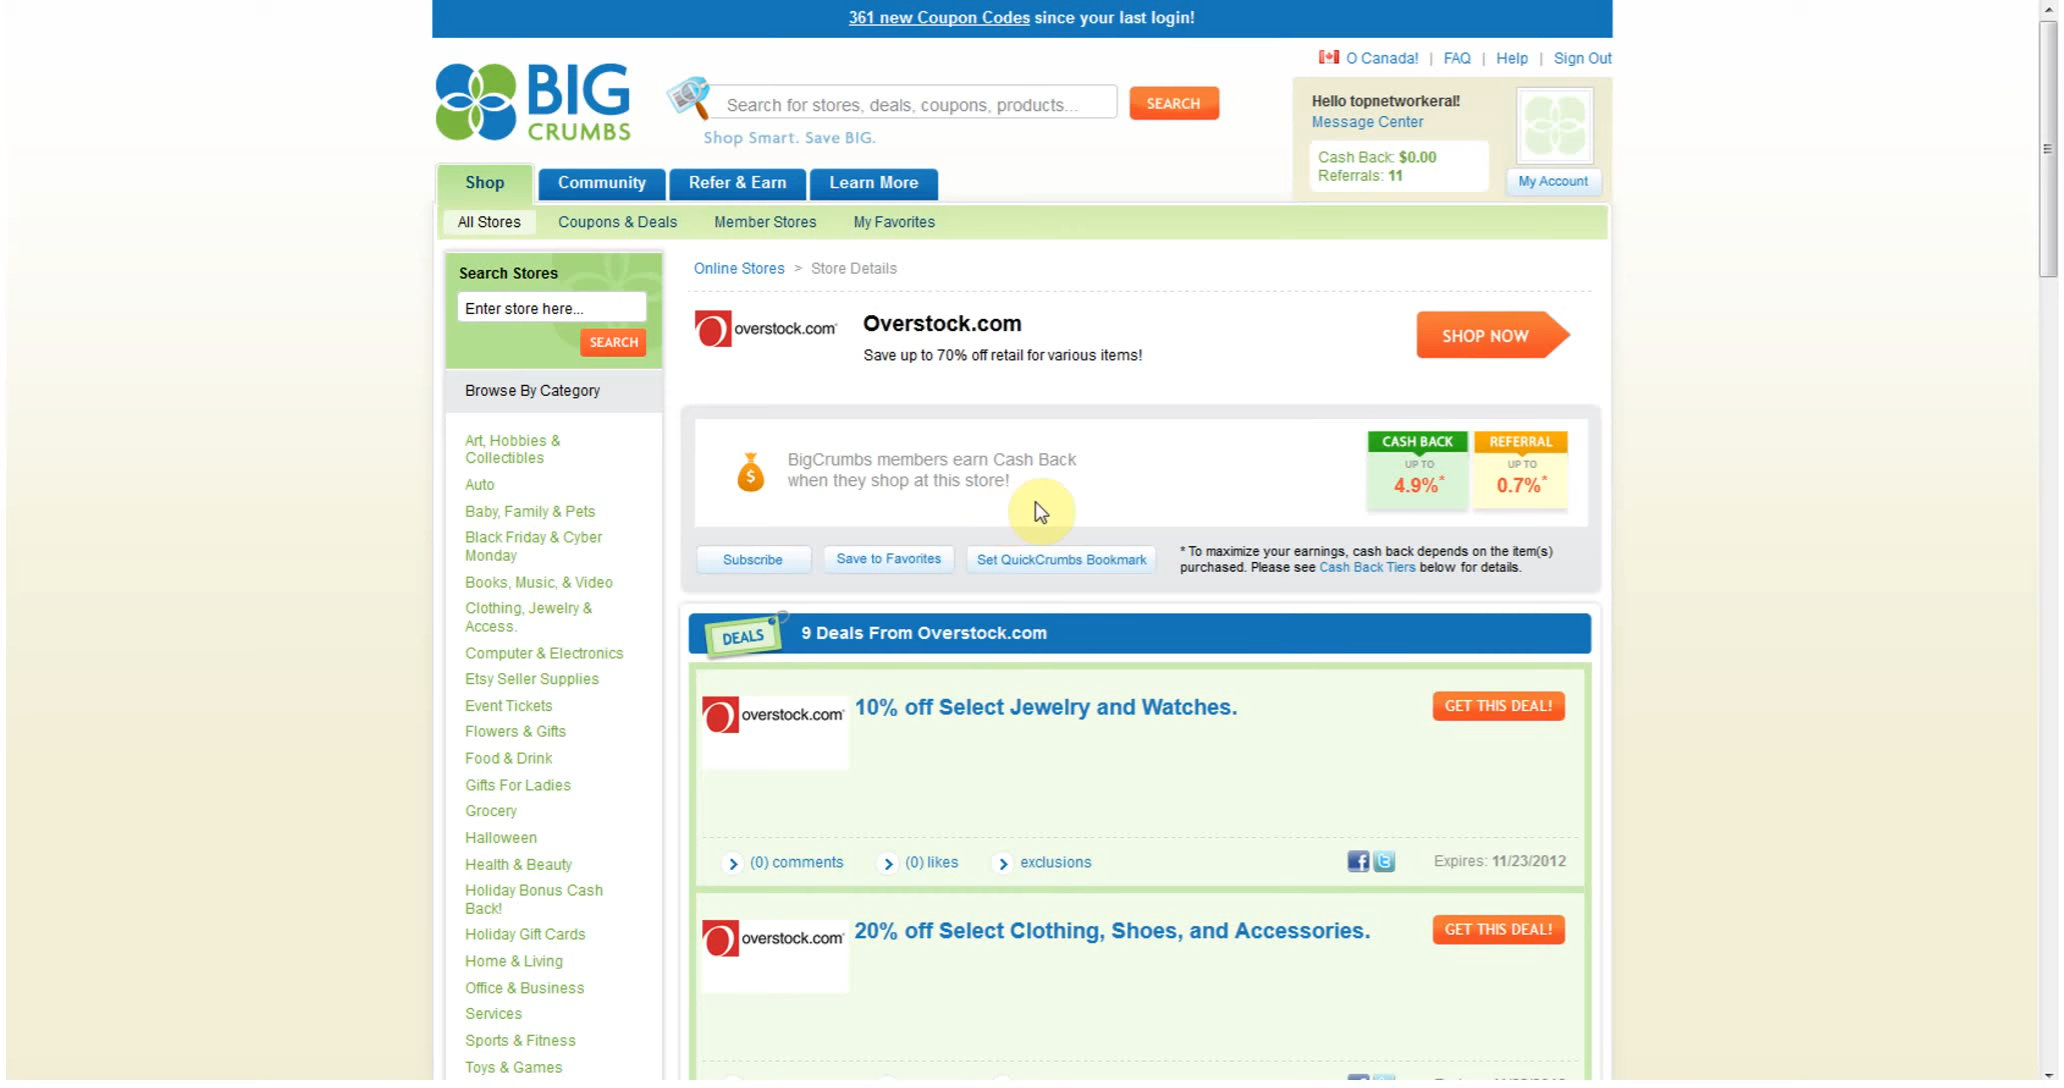 361 new Coupon Codes since your last login!
O Canada! | FAQ | Help | Sign Out
BIG
CRUMBS
Search for stores, deals, coupons, products...
SEARCH
Shop Smart. Save BIG.
Hello topnetworkeral!
Message Center
Cash Back: $0.00
Referrals: 11
My Account
Shop
Community
Refer & Earn
Learn More
All Stores
Coupons & Deals
Member Stores
My Favorites
Search Stores
Enter store here...
SEARCH
Browse By Category
Art, Hobbies &
Collectibles
Auto
Baby, Family & Pets
Black Friday & Cyber
Monday
Books, Music, & Video
Clothing, Jewelry &
Access.
Computer & Electronics
Etsy Seller Supplies
Event Tickets
Flowers & Gifts
Food & Drink
Gifts For Ladies
Grocery
Halloween
Health & Beauty
Holiday Bonus Cash
Back!
Holiday Gift Cards
Home & Living
Office & Business
Services
Sports & Fitness
Toys & Games
Online Stores > Store Details
overstock.com
Overstock.com
Save up to 70% off retail for various items!
SHOP NOW
BigCrumbs members earn Cash Back
when they shop at this store!
CASH BACK
UP TO
4.9%*
REFERRAL
UP TO
0.7%*
Subscribe
Save to Favorites
Set QuickCrumbs Bookmark
* To maximize your earnings, cash back depends on the item(s)
purchased. Please see Cash Back Tiers below for details.
DEALS
9 Deals From Overstock.com
overstock.com
10% off Select Jewelry and Watches.
GET THIS DEAL!
(0) comments
(0) likes
exclusions
Expires: 11/23/2012
overstock.com
20% off Select Clothing, Shoes, and Accessories.
GET THIS DEAL!